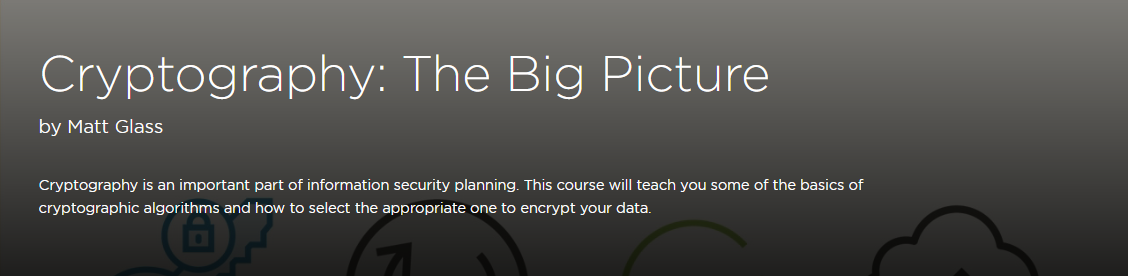 Cryptography: The Big Picture
by Matt Glass
Cryptography is an important part of information security planning. This course will teach you some of the basics of
cryptographic algorithms and how to select the appropriate one to encrypt your data.